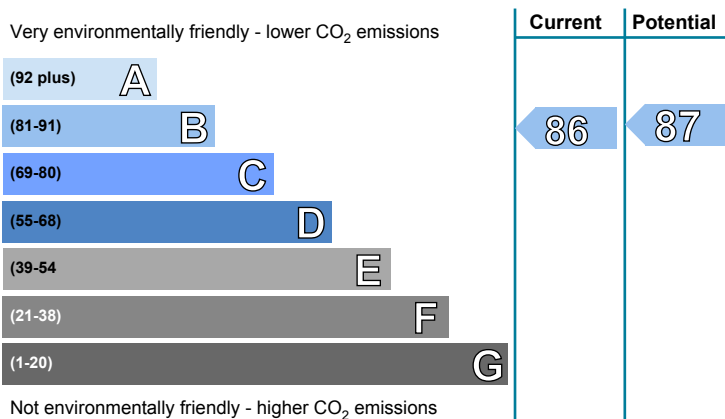 Current Potential
Very environmentally friendly - lower CO2 emissions
(92 plus) A
(81-91) B 86 87
(69-80) C
(55-68) D
(39-54 E
(21-38) F
(1-20) G
Not environmentally friendly - higher CO2 emissions